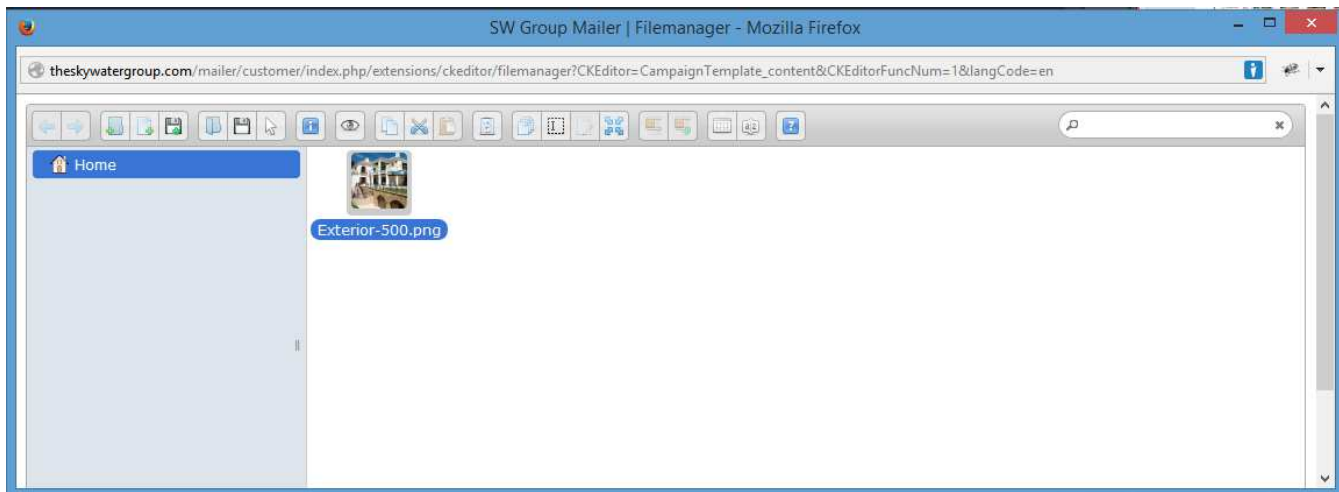 SW Group Mailer | Filemanager - Mozilla Firefox
theskywatergroup.com/mailer/customer/index.php/extensions/ckeditor/filemanager?CKEditor=CampaignTemplate_content&CKEditorFuncNum=1&langCode=en
Home
Exterior-500.png